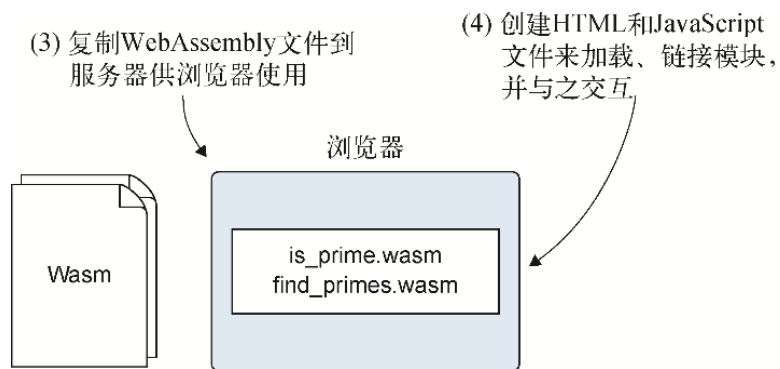 (3) 复制WebAssembly文件到
服务器供浏览器使用
(4) 创建HTML和JavaScript
文件来加载、链接模块，
并与之交互
浏览器
Wasm
is_prime.wasm
find_primes.wasm